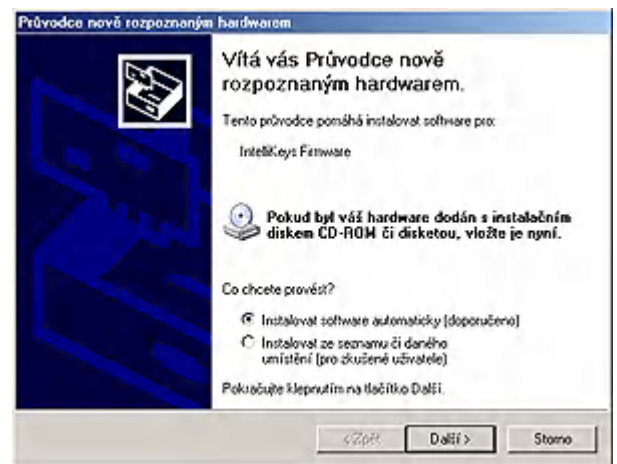 Průvodce nově rozpoznaným hardwarem
Vítá vás Průvodce nově
rozpoznaným hardwarem.
Tento průvodce pomáhá instalovat software pro:
IntelliKeys Firmware
Pokud byl váš hardware dodán s instalačním
diskem CD-ROM či disketou, vložte je nyní.
Co chcete provést?
Instalovat software automaticky (doporučeno)
Instalovat ze seznamu či daného
umístění (pro zkušené uživatele)
Pokračujte klepnutím na tlačítko Další.
< Zpět
Další >
Storno